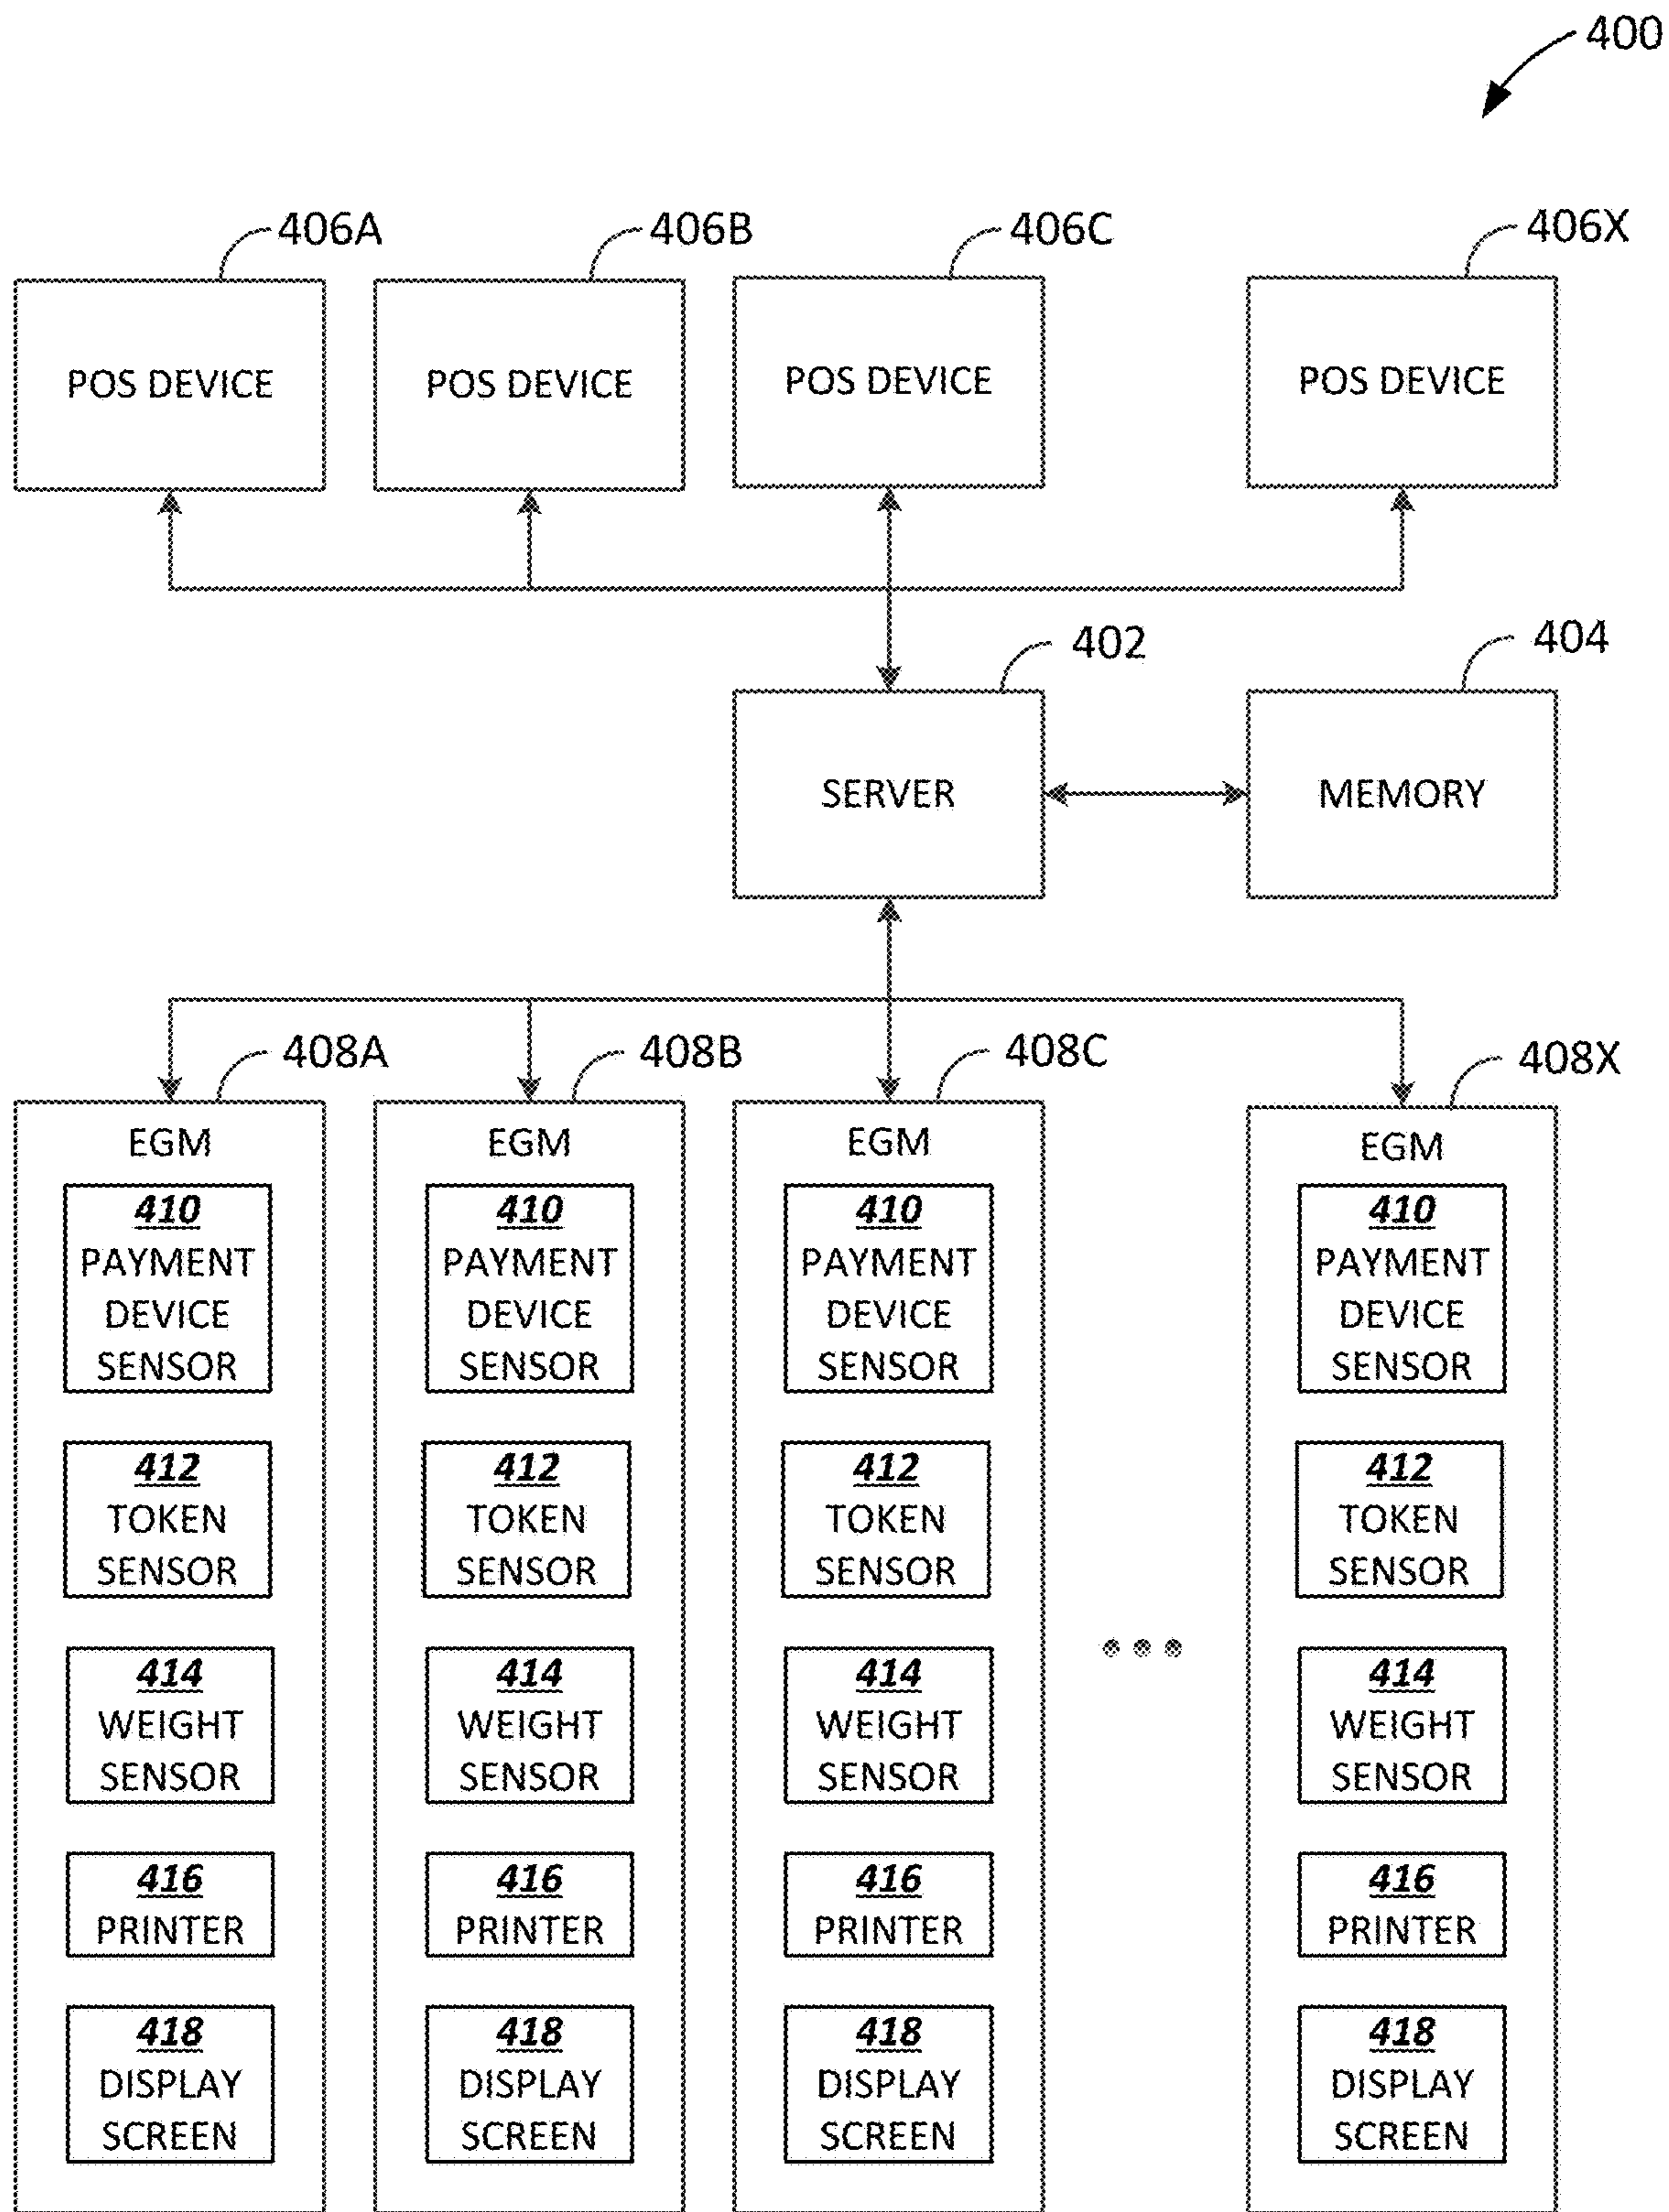 400
406A
406B
406C
406X
POS DEVICE
POS DEVICE
POS DEVICE
POS DEVICE
402
404
SERVER
MEMORY
408A
408B
408C
408X
EGM
410
PAYMENT
DEVICE
SENSOR
412
TOKEN
SENSOR
414
WEIGHT
SENSOR
416
PRINTER
418
DISPLAY
SCREEN
EGM
410
PAYMENT
DEVICE
SENSOR
412
TOKEN
SENSOR
414
WEIGHT
SENSOR
416
PRINTER
418
DISPLAY
SCREEN
EGM
410
PAYMENT
DEVICE
SENSOR
412
TOKEN
SENSOR
414
WEIGHT
SENSOR
416
PRINTER
418
DISPLAY
SCREEN
EGM
410
PAYMENT
DEVICE
SENSOR
412
TOKEN
SENSOR
414
WEIGHT
SENSOR
416
PRINTER
418
DISPLAY
SCREEN